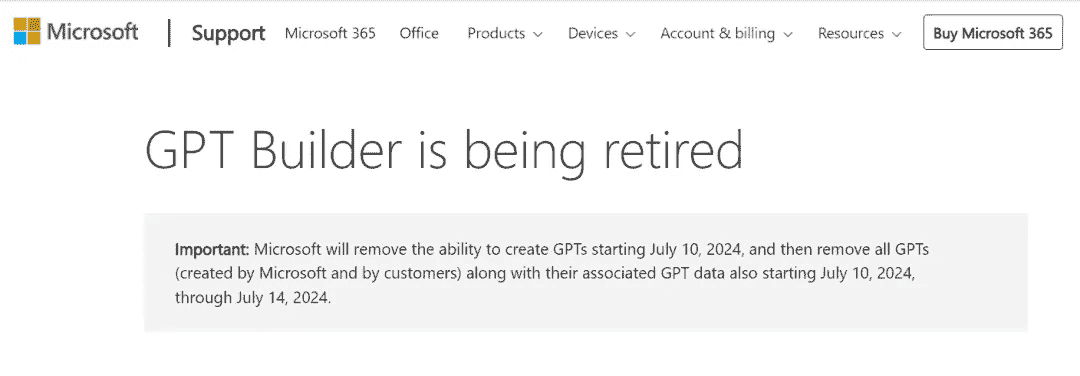 Microsoft | Support Microsoft 365 Office Products Devices Account & billing Resources Buy Microsoft 365
GPT Builder is being retired
Important: Microsoft will remove the ability to create GPTs starting July 10, 2024, and then remove all GPTs
(created by Microsoft and by customers) along with their associated GPT data also starting July 10, 2024,
through July 14, 2024.